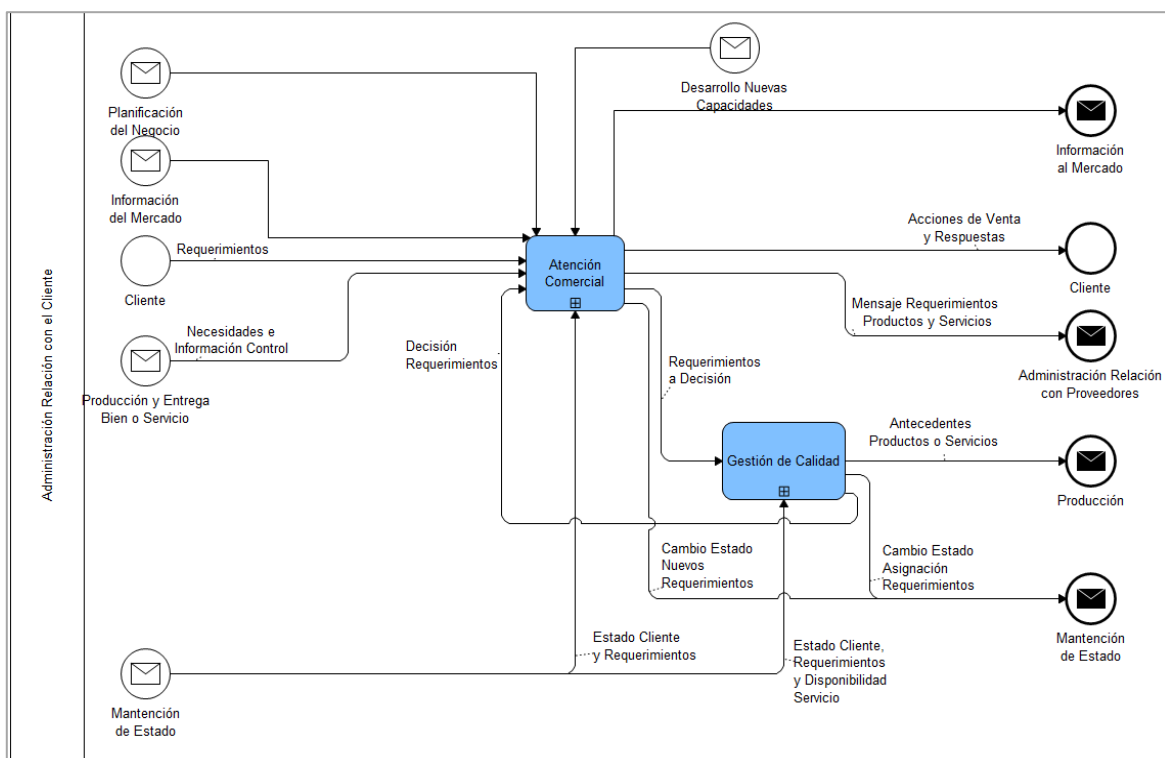 Administración Relación con el Cliente
Planificación
del Negocio
Desarrollo Nuevas
Capacidades
Información
al Mercado
Información
del Mercado
Requerimientos
Cliente
Atención
Comercial
Acciones de Venta
y Respuestas
Cliente
Necesidades e
Información Control
Producción y Entrega
Bien o Servicio
Decisión
Requerimientos
Requerimientos
a Decisión
Mensaje Requerimientos
Productos y Servicios
Administración Relación
con Proveedores
Gestión de Calidad
Antecedentes
Productos o Servicios
Producción
Cambio Estado
Nuevos
Requerimientos
Cambio Estado
Asignación
Requerimientos
Mantención
de Estado
Estado Cliente
y Requerimientos
Estado Cliente,
Requerimientos
y Disponibilidad
Servicio
Mantención
de Estado